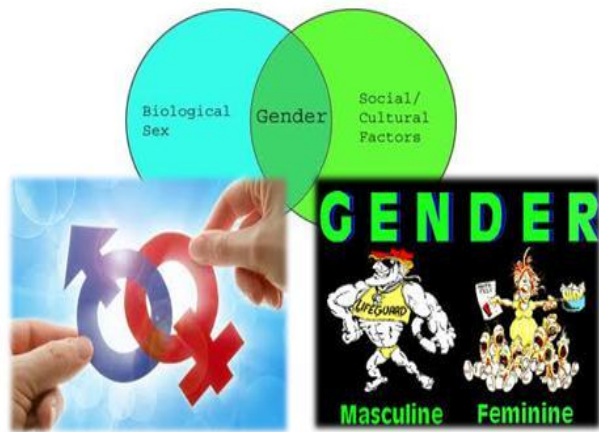 Biological
Sex
Gender
Social/
Cultural
Factors
GENDER
LIFEGUARD
Masculine
Feminine